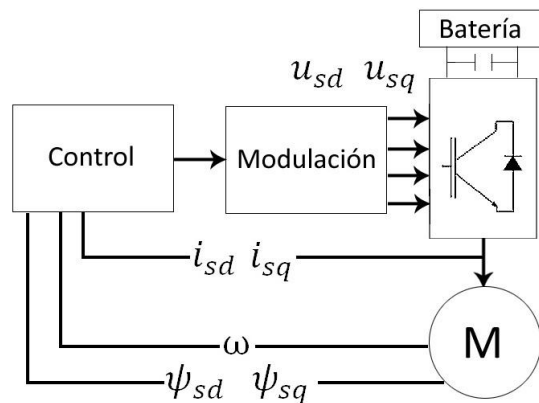 Batería
u_sd u_sq
Control
Modulación
i_sd i_sq
M
ω
ψ_sd ψ_sq